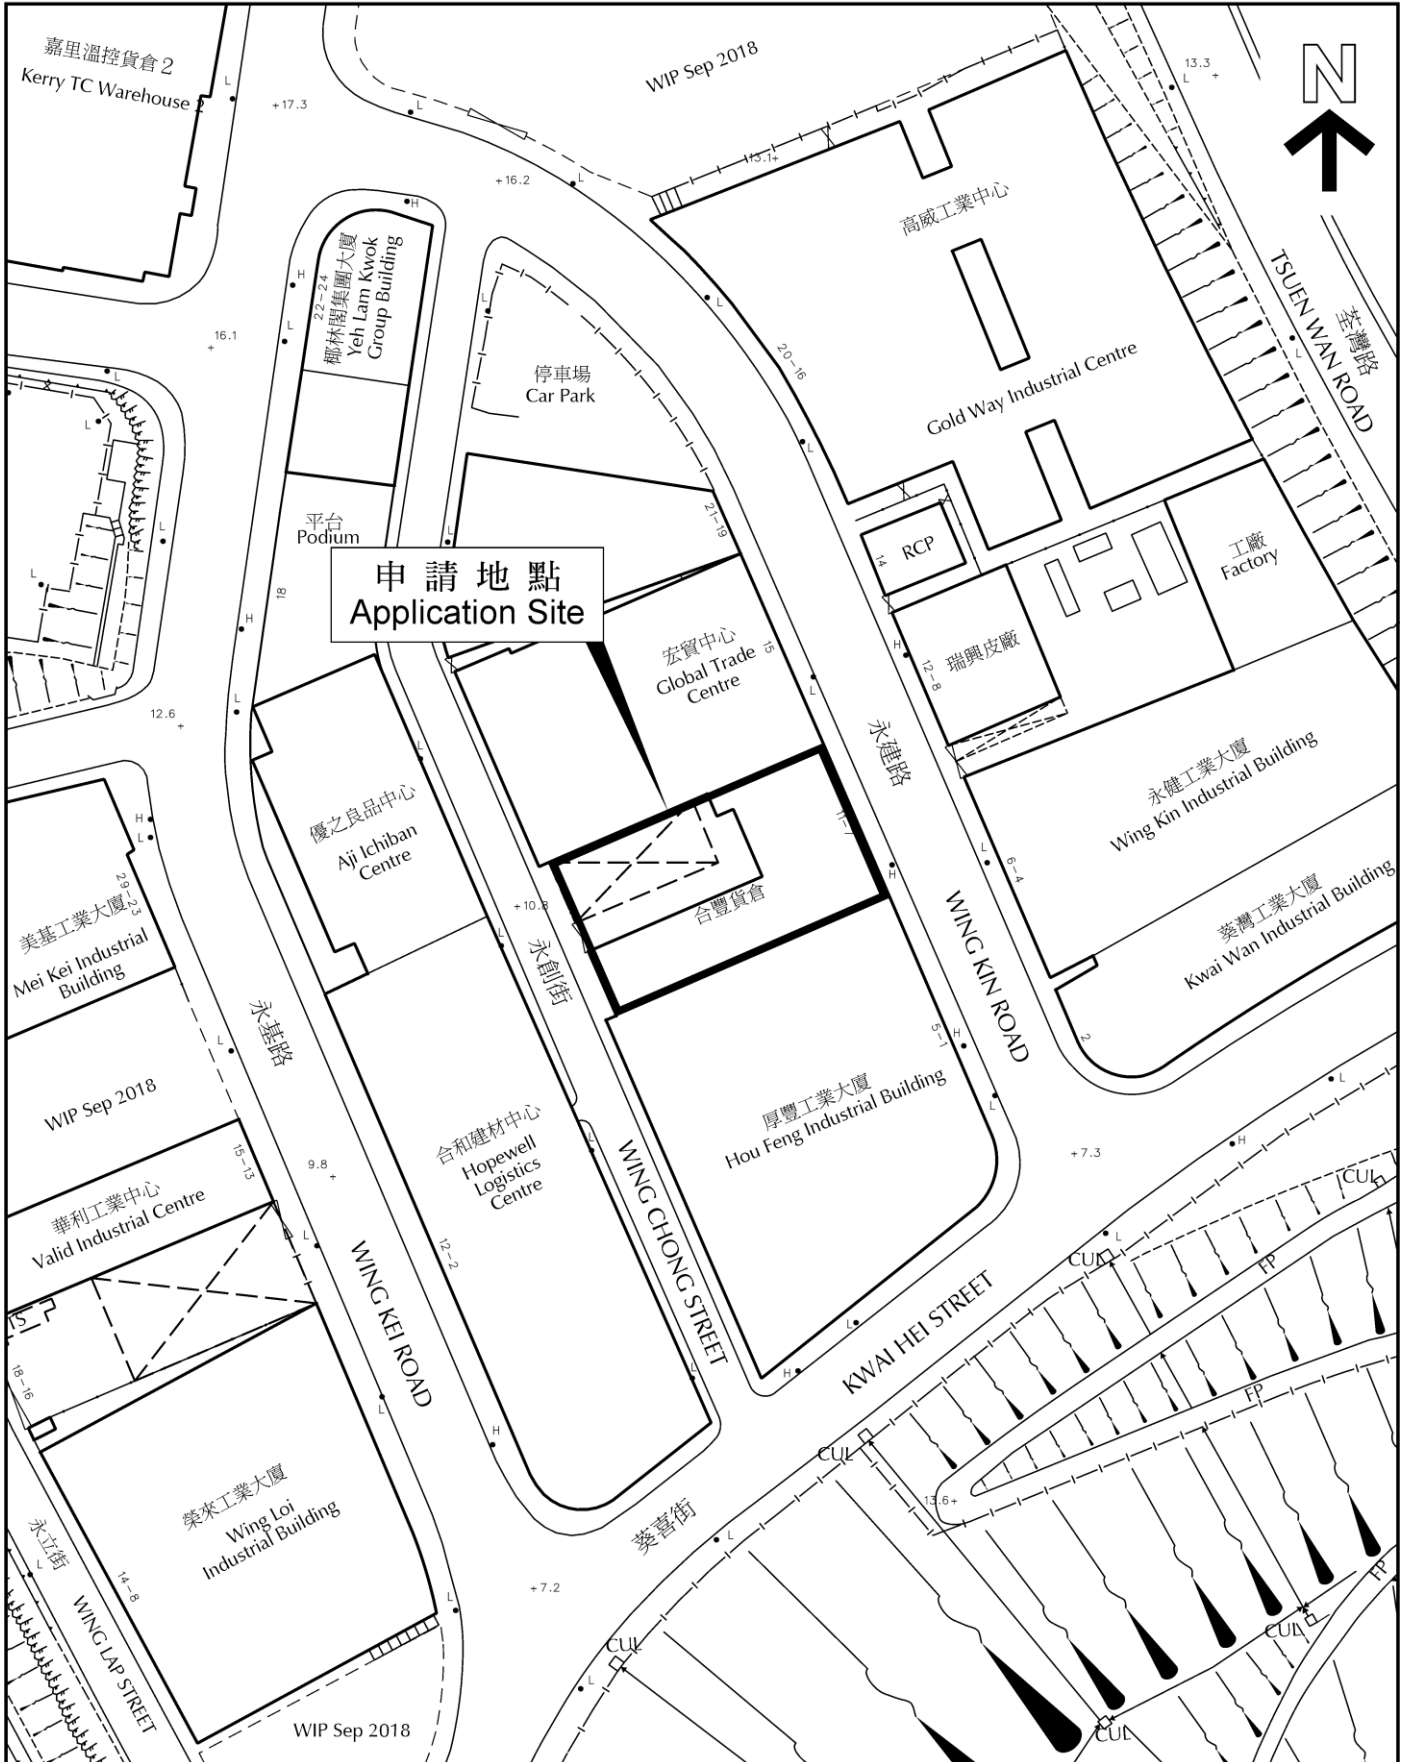 嘉里溫控貨倉 2
Kerry TC Warehouse 2
L
+17.3
L
WIP Sep 2018
13.3
L
N
+16.2
L
13.1+
高威工業中心
H
22-24
椰林閣集團大廈
Yeh Lam Kwok
Group Building
H
L
L
16.1
停車場
Car Park
L
20-16
Gold Way Industrial Centre
TSUEN WAN ROAD
荃灣路
L
L
L
L
平台
Podium
L
L
21-19
RCP
14
工廠
Factory
18
申請地點
Application Site
L
H
宏貿中心
Global Trade
Centre
15
H
瑞興皮廠
12-8
L
L
12.6
L
永建路
永健工業大廈
Wing Kin Industrial Building
優之良品中心
Aji Ichiban
Centre
H
L
29-23
美基工業大廈
Mei Kei Industrial
Building
+10.8
L
永創街
合豐貨倉
H
L
6-4
WING KIN ROAD
葵灣工業大廈
Kwai Wan Industrial Building
永基路
L
5-1
H
2
WIP Sep 2018
厚豐工業大廈
Hou Feng Industrial Building
L
L
合和建材中心
Hopewell
Logistics
Centre
L
WING CHONG STREET
H
+7.3
15-13
9.8
華利工業中心
Valid Industrial Centre
L
12-2
WING KEI ROAD
CUL
L
CUL
FP
TS
L
H
L
KWAI HEI STREET
18-16
L
H
FP
CUL
榮來工業大廈
Wing Loi
Industrial Building
葵喜街
L
13.6+
永立街
L
14-8
WING LAP STREET
+7.2
L
FP
CUL
CUL
L
CUL
WIP Sep 2018